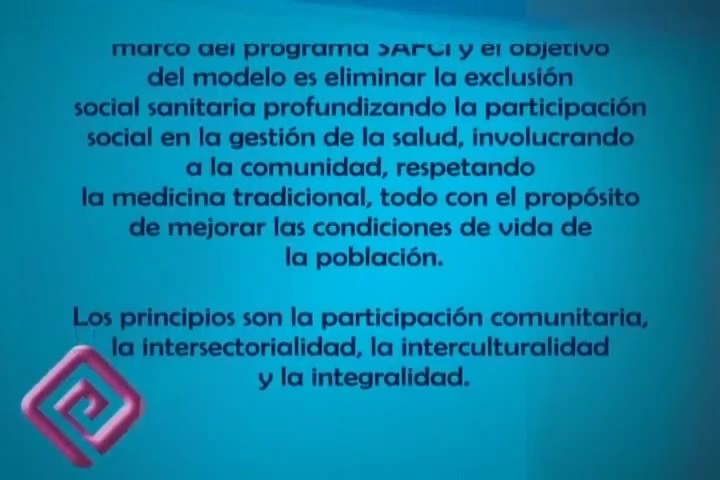 marco del programa SAFCI y el objetivo
del modelo es eliminar la exclusión
social sanitaria profundizando la participación
social en la gestión de la salud, involucrando
a la comunidad, respetando
la medicina tradicional, todo con el propósito
de mejorar las condiciones de vida de
la población.
Los principios son la participación comunitaria,
la intersectorialidad, la interculturalidad
y la integralidad.